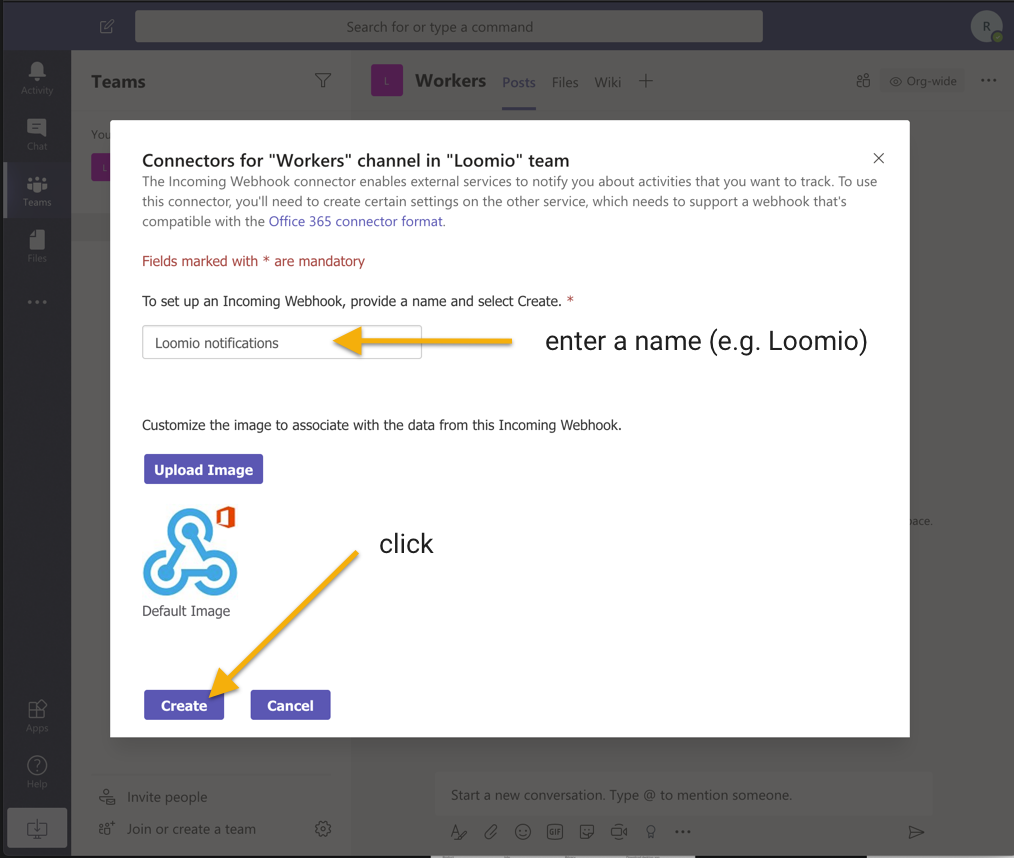 Search for or type a command
R
Activity
Chat
Teams
Files
Teams
You
L
L
Workers
Posts
Files
Wiki
Org-wide
Connectors for "Workers" channel in "Loomio" team
The Incoming Webhook connector enables external services to notify you about activities that you want to track. To use
this connector, you'll need to create certain settings on the other service, which needs to support a webhook that's
compatible with the Office 365 connector format.
Fields marked with * are mandatory
To set up an Incoming Webhook, provide a name and select Create. *
Loomio notifications
enter a name (e.g. Loomio)
Customize the image to associate with the data from this Incoming Webhook.
Upload Image
Default Image
click
Create
Cancel
pace.
Apps
Help
Invite people
Join or create a team
Start a new conversation. Type @ to mention someone.
GIF